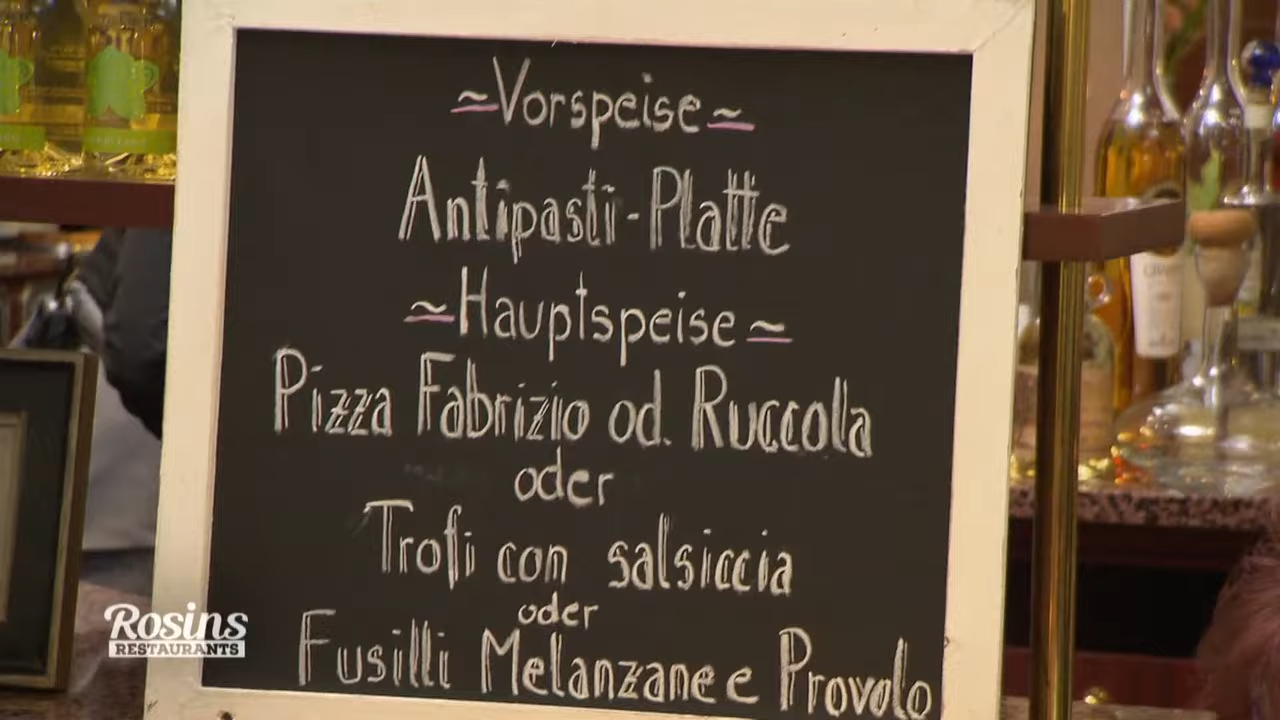 ~Vorspeise~
Antipasti-Platte
~Hauptspeise~
Pizza Fabrizio od. Ruccola
oder
Trofi con salsiccia
oder
Fusilli Melanzane e Provolo
Rosins
RESTAURANTS